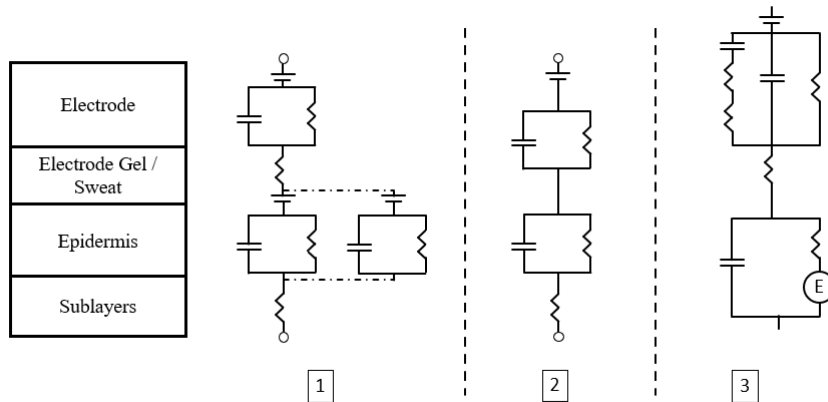 Electrode
Electrode Gel /
Sweat
Epidermis
Sublayers
E
1
2
3